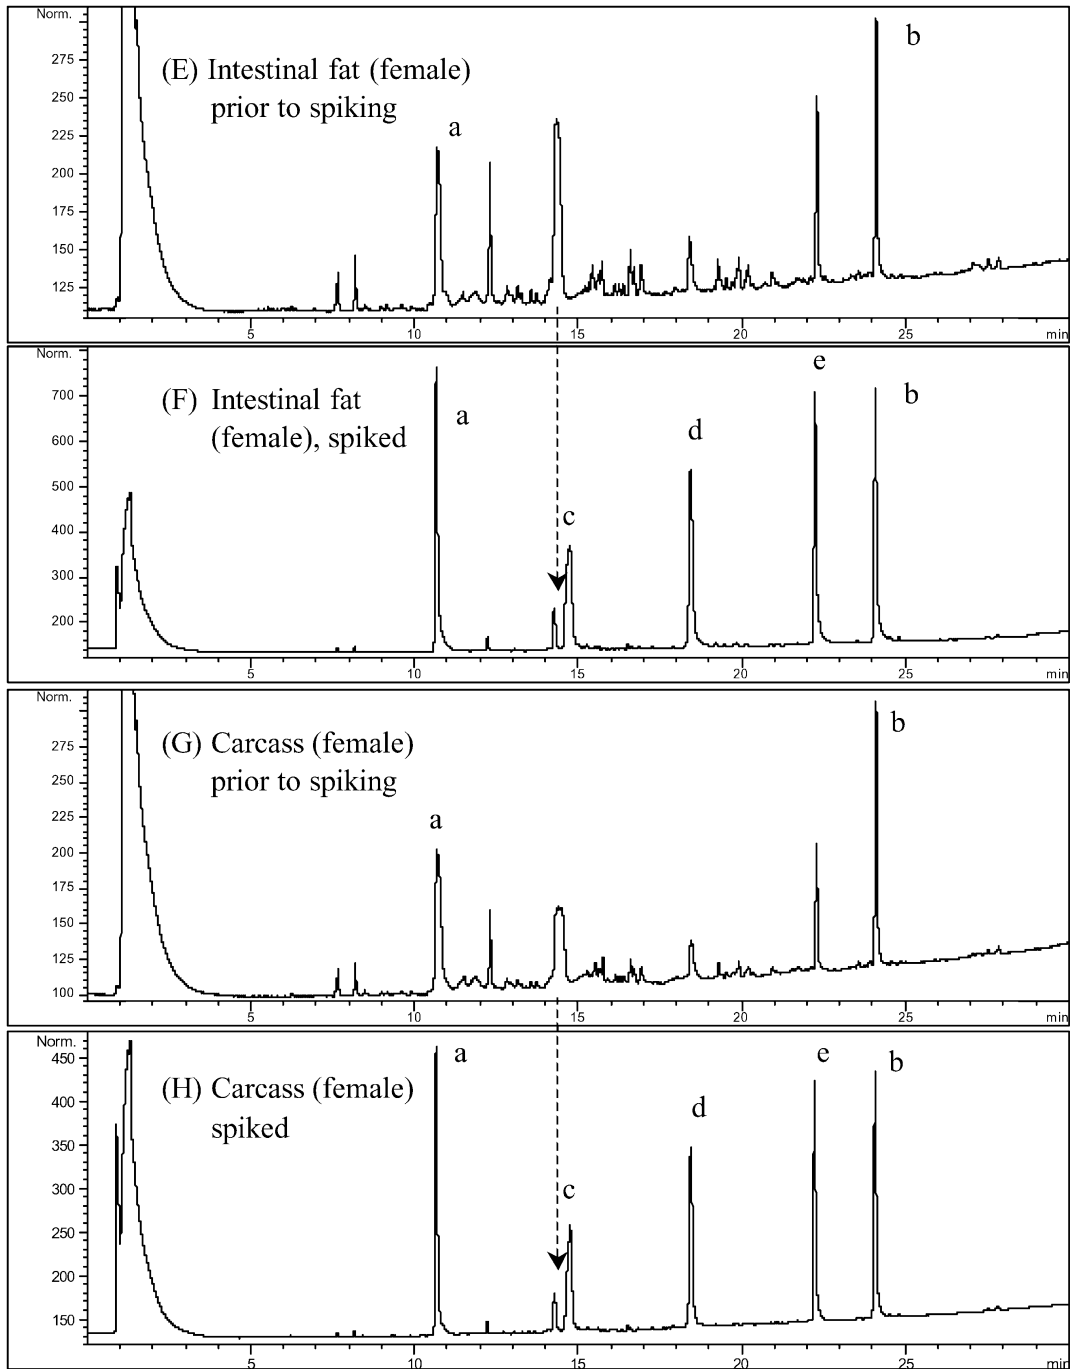 Norm.
b
(E) Intestinal fat (female)
prior to spiking
a
275
250
225
200
175
150
125
5 10 15 20 25 min
Norm.
e
(F) Intestinal fat
(female), spiked
a
b
d
c
700
600
500
400
300
200
5 10 15 20 25 min
Norm.
(G) Carcass (female)
prior to spiking
b
a
275
250
225
200
175
150
125
100
5 10 15 20 25 min
Norm.
(H) Carcass (female)
spiked
a
e
b
d
c
450
400
350
300
250
200
150
5 10 15 20 25 min